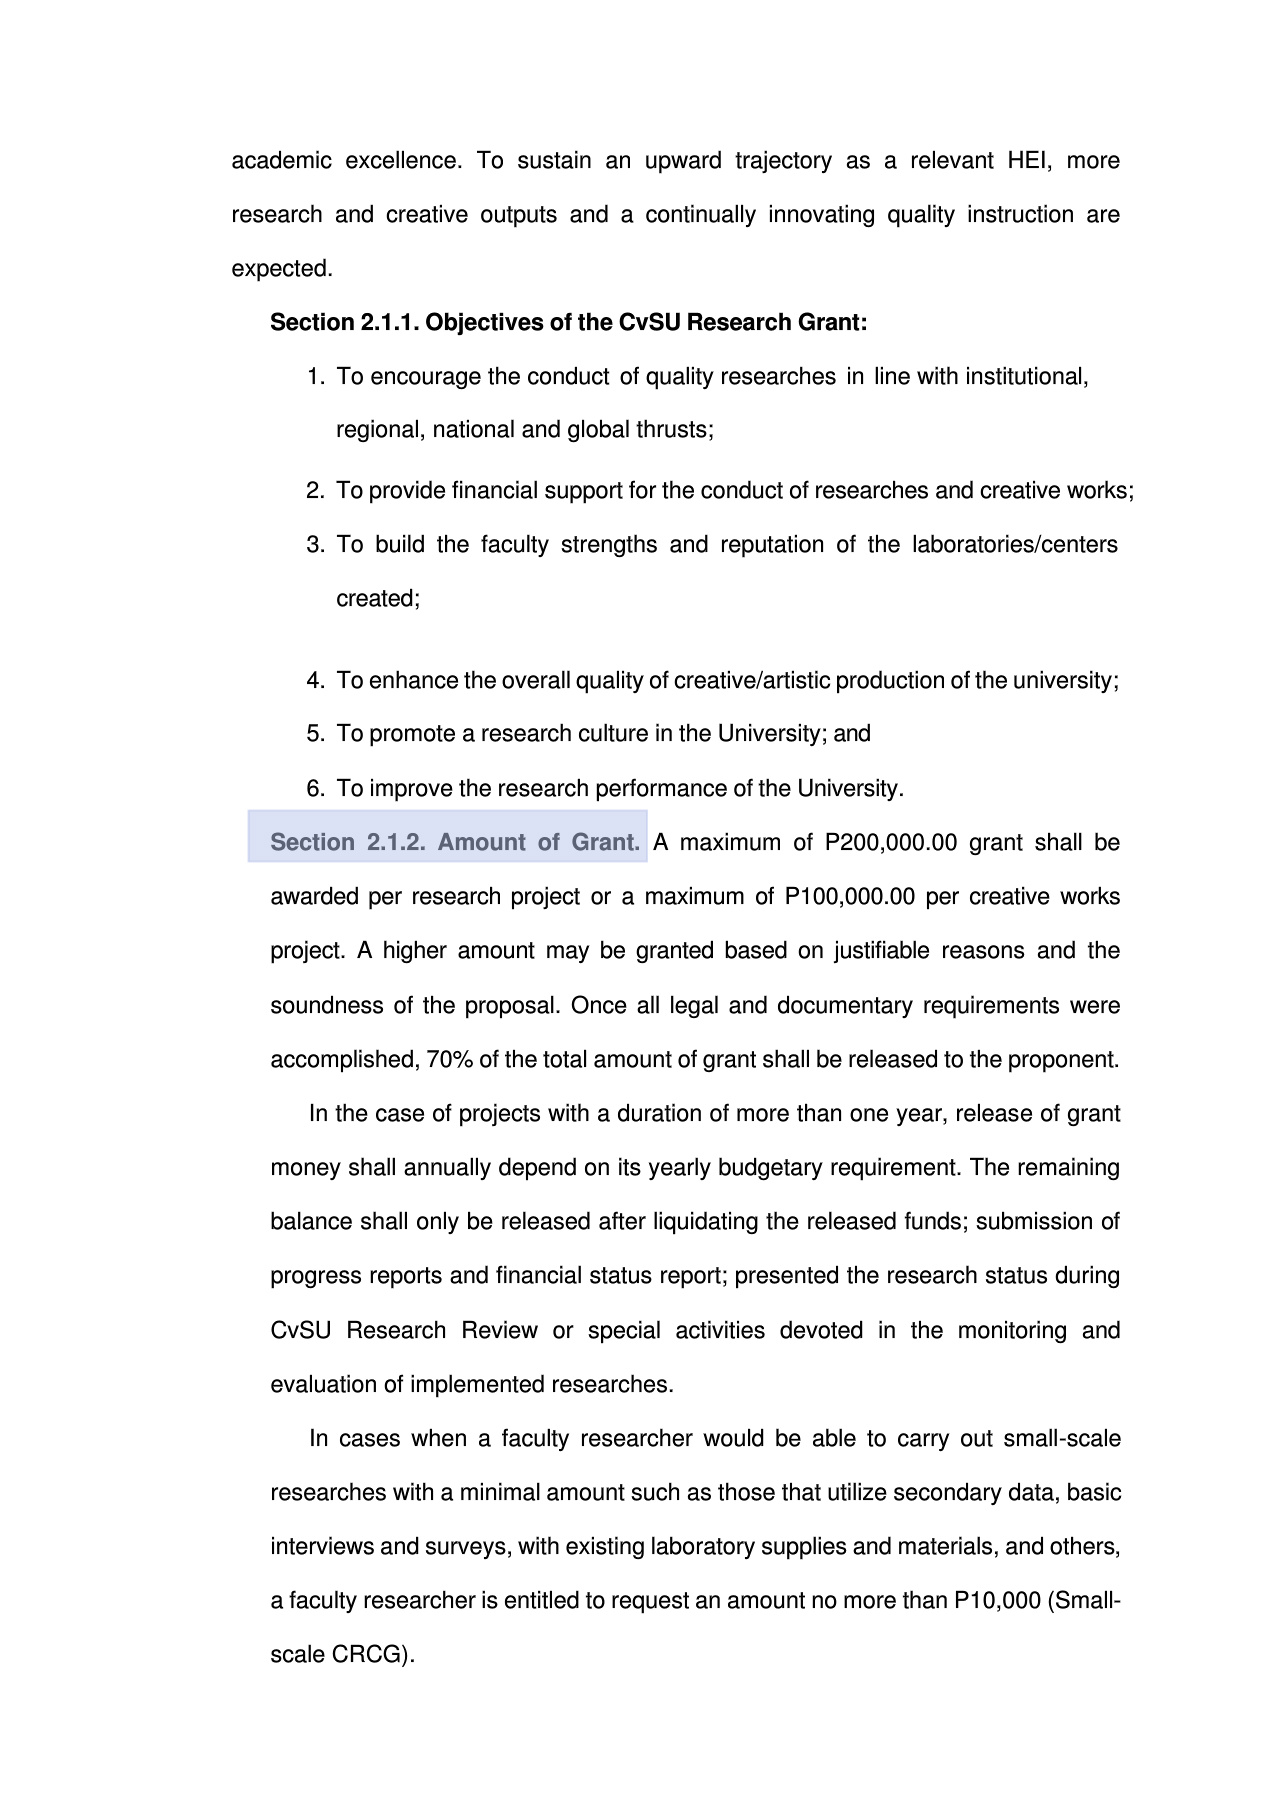 academic excellence. To sustain an upward trajectory as a relevant HEI, more
research and creative outputs and a continually innovating quality instruction are
expected.
Section 2.1.1. Objectives of the CvSU Research Grant:
1. To encourage the conduct of quality researches in line with institutional,
regional, national and global thrusts;
2. To provide financial support for the conduct of researches and creative works;
3. To build the faculty strengths and reputation of the laboratories/centers
created;
4. To enhance the overall quality of creative/artistic production of the university;
5. To promote a research culture in the University; and
6. To improve the research performance of the University.
Section 2.1.2. Amount of Grant. A maximum of P200,000.00 grant shall be
awarded per research project or a maximum of P100,000.00 per creative works
project. A higher amount may be granted based on justifiable reasons and the
soundness of the proposal. Once all legal and documentary requirements were
accomplished, 70% of the total amount of grant shall be released to the proponent.
In the case of projects with a duration of more than one year, release of grant
money shall annually depend on its yearly budgetary requirement. The remaining
balance shall only be released after liquidating the released funds; submission of
progress reports and financial status report; presented the research status during
CvSU Research Review or special activities devoted in the monitoring and
evaluation of implemented researches.
In cases when a faculty researcher would be able to carry out small-scale
researches with a minimal amount such as those that utilize secondary data, basic
interviews and surveys, with existing laboratory supplies and materials, and others,
a faculty researcher is entitled to request an amount no more than P10,000 (Small-
scale CRCG).